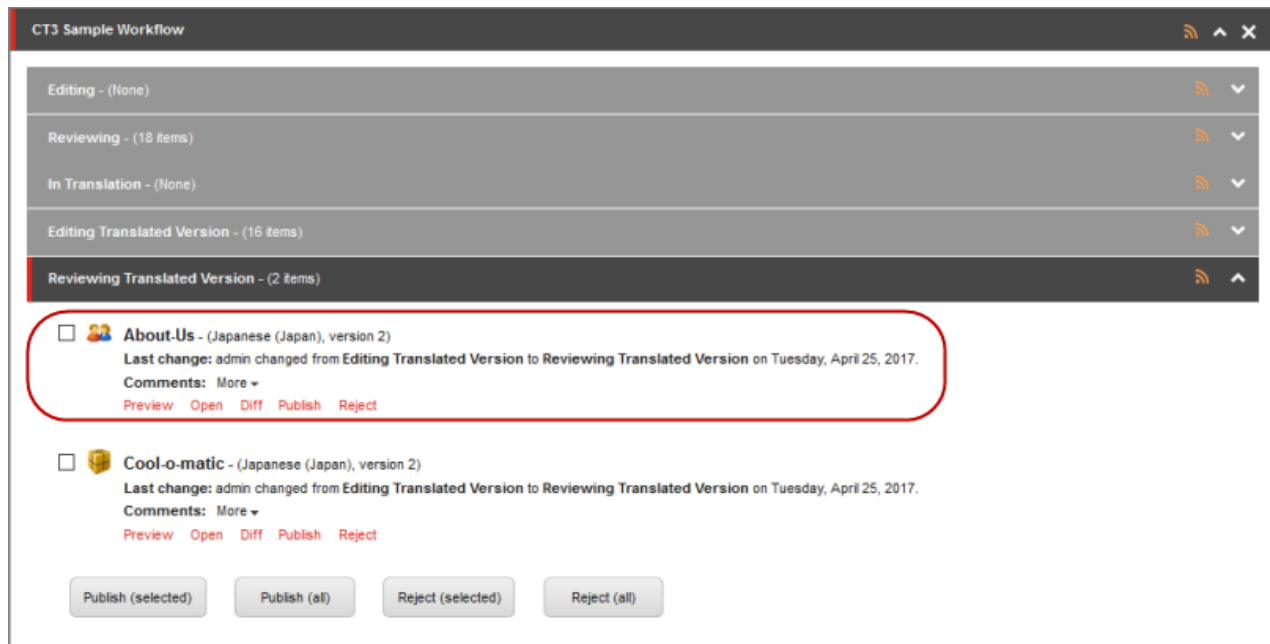 CT3 Sample Workflow
Editing - (None)
Reviewing - (18 items)
In Translation - (None)
Editing Translated Version - (16 items)
Reviewing Translated Version - (2 items)
About-Us - (Japanese (Japan), version 2)
Last change: admin changed from Editing Translated Version to Reviewing Translated Version on Tuesday, April 25, 2017.
Comments: More
Preview Open Diff Publish Reject
Cool-o-matic - (Japanese (Japan), version 2)
Last change: admin changed from Editing Translated Version to Reviewing Translated Version on Tuesday, April 25, 2017.
Comments: More
Preview Open Diff Publish Reject
Publish (selected) Publish (all) Reject (selected) Reject (all)